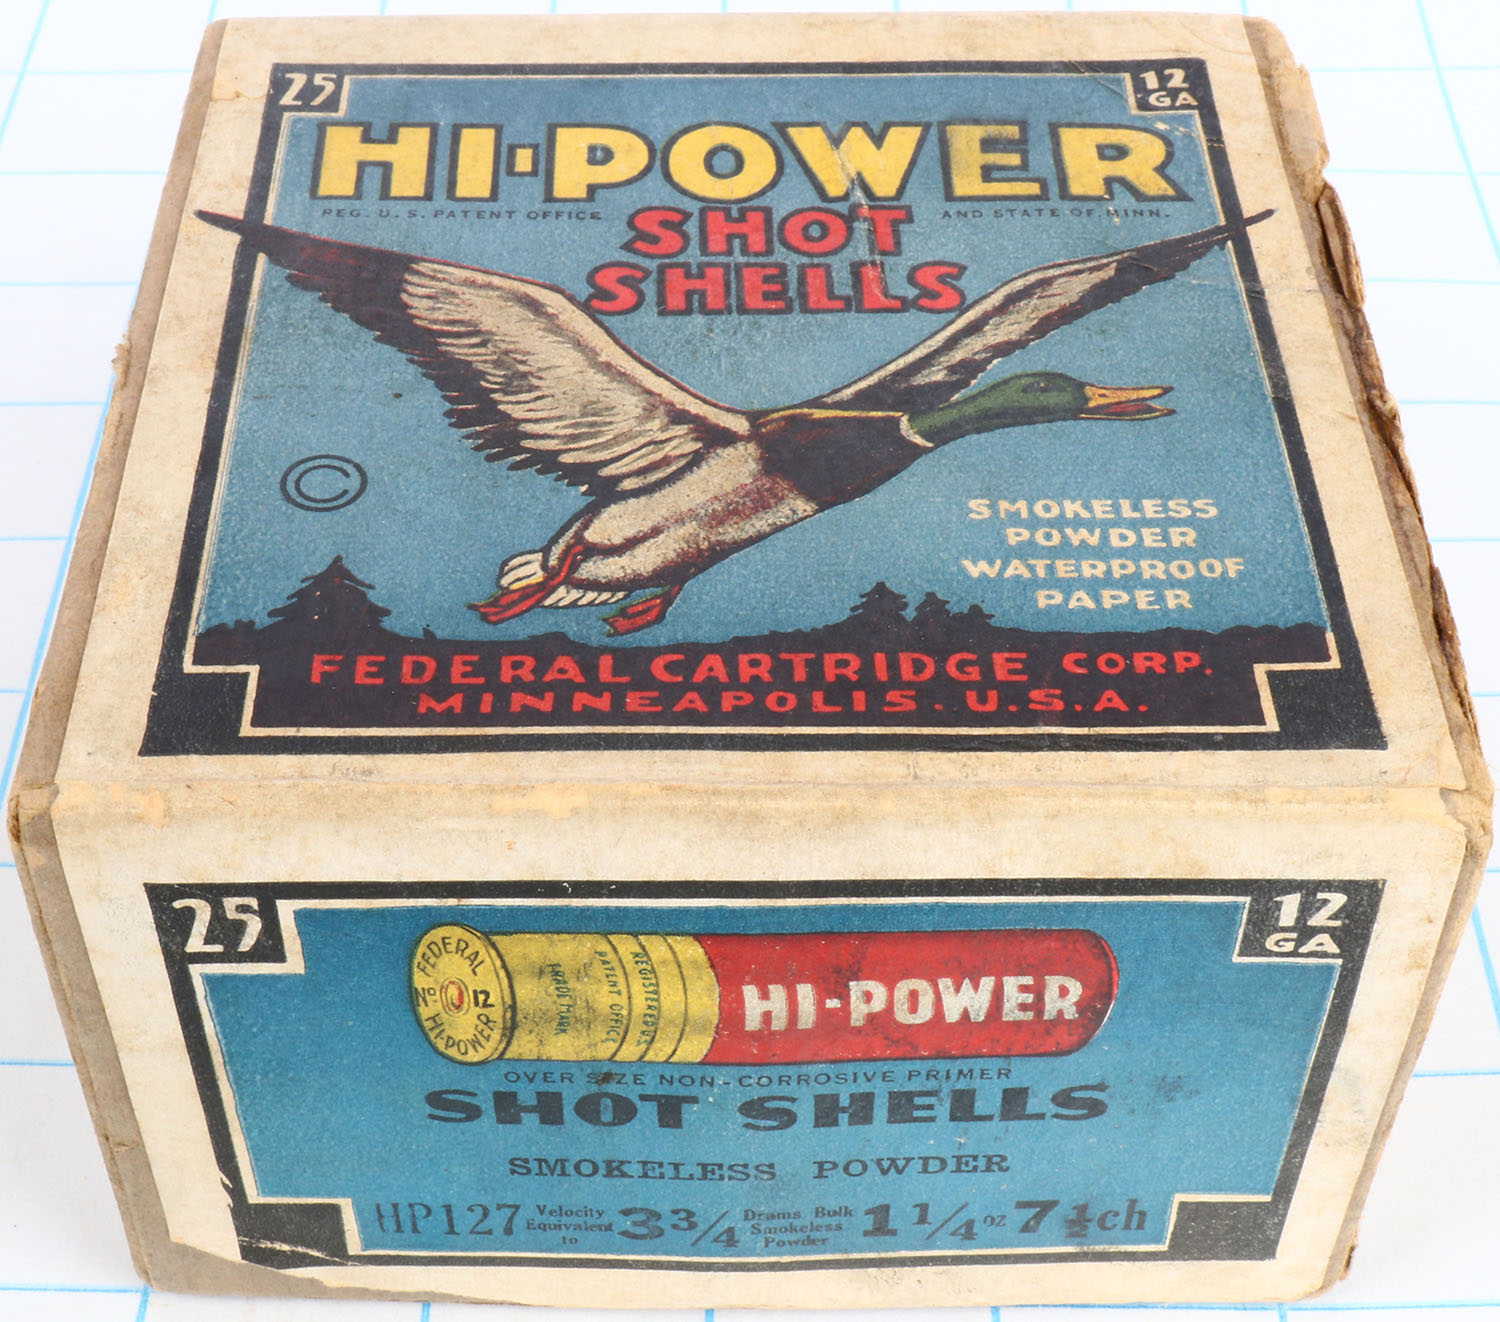 25
12
GA
HI-POWER
REG. U. S. PATENT OFFICE
AND STATE OF MINN.
SHOT
SHELLS
©
SMOKELESS
POWDER
WATERPROOF
PAPER
FEDERAL CARTRIDGE CORP.
MINNEAPOLIS. U.S.A.
25
12
GA
FEDERAL
No 12
HI-POWER
TRADE MARK
REGISTERED U.S.
PATENT OFFICE
HI-POWER
OVER SIZE NON-CORROSIVE PRIMER
SHOT SHELLS
SMOKELESS POWDER
HP127 Velocity Equivalent to 3 3/4 Drams Bulk Smokeless Powder 1 1/4 oz 7 1/2 ch